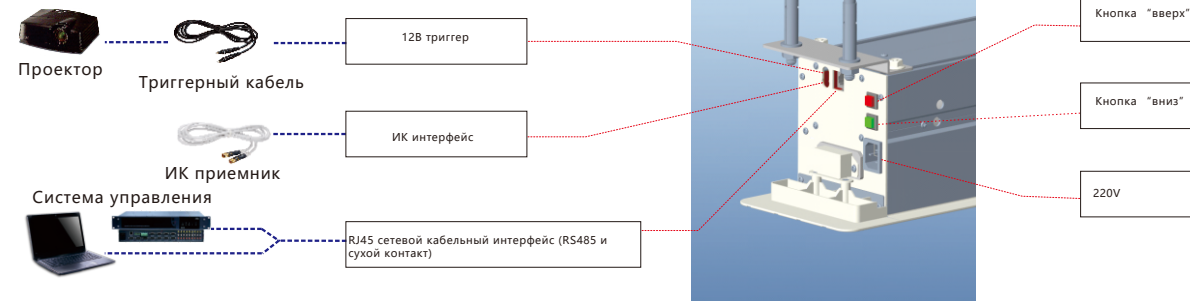 Кнопка “вверх”
12В триггер
Проектор
Триггерный кабель
Кнопка “вниз”
ИК интерфейс
ИК приемник
Система управления
220V
RJ45 сетевой кабельный интерфейс (RS485 и
сухой контакт)